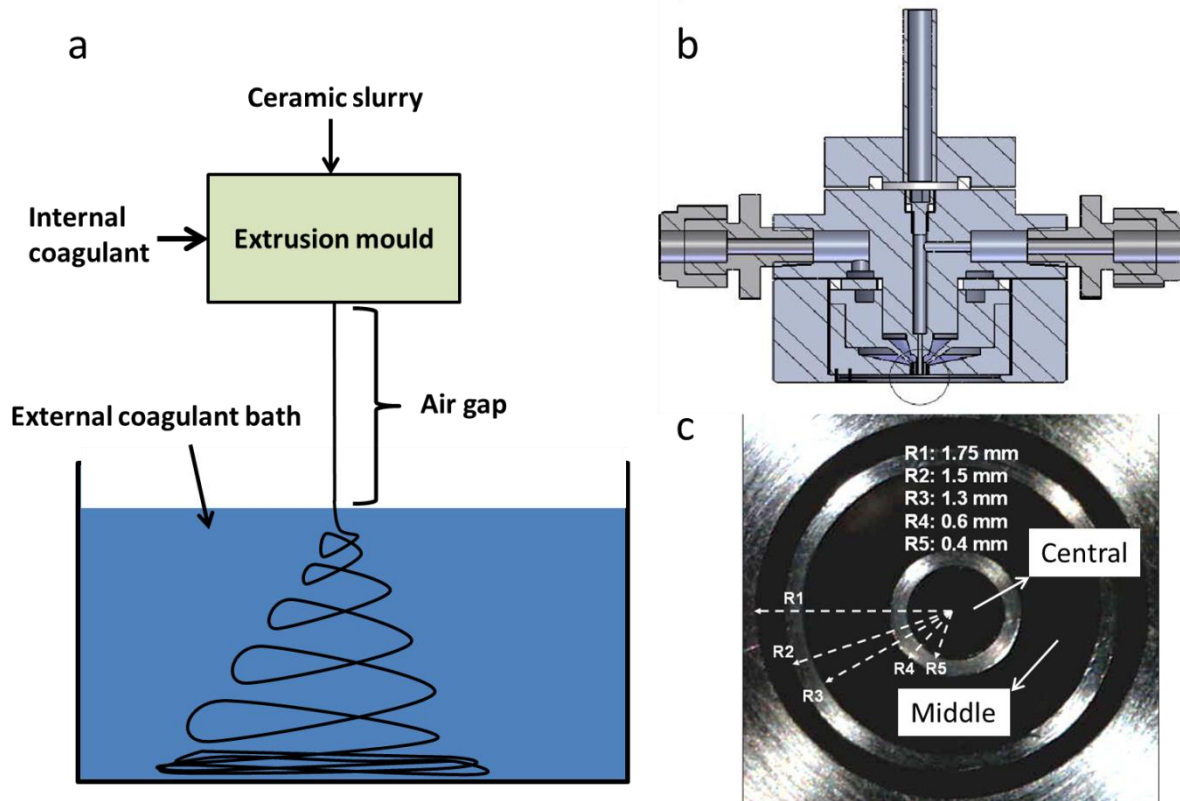 a
Ceramic slurry
Internal
coagulant
Extrusion mould
Air gap
External coagulant bath
b
c
R1: 1.75 mm
R2: 1.5 mm
R3: 1.3 mm
R4: 0.6 mm
R5: 0.4 mm
Central
R1
R2
R4
R5
R3
Middle